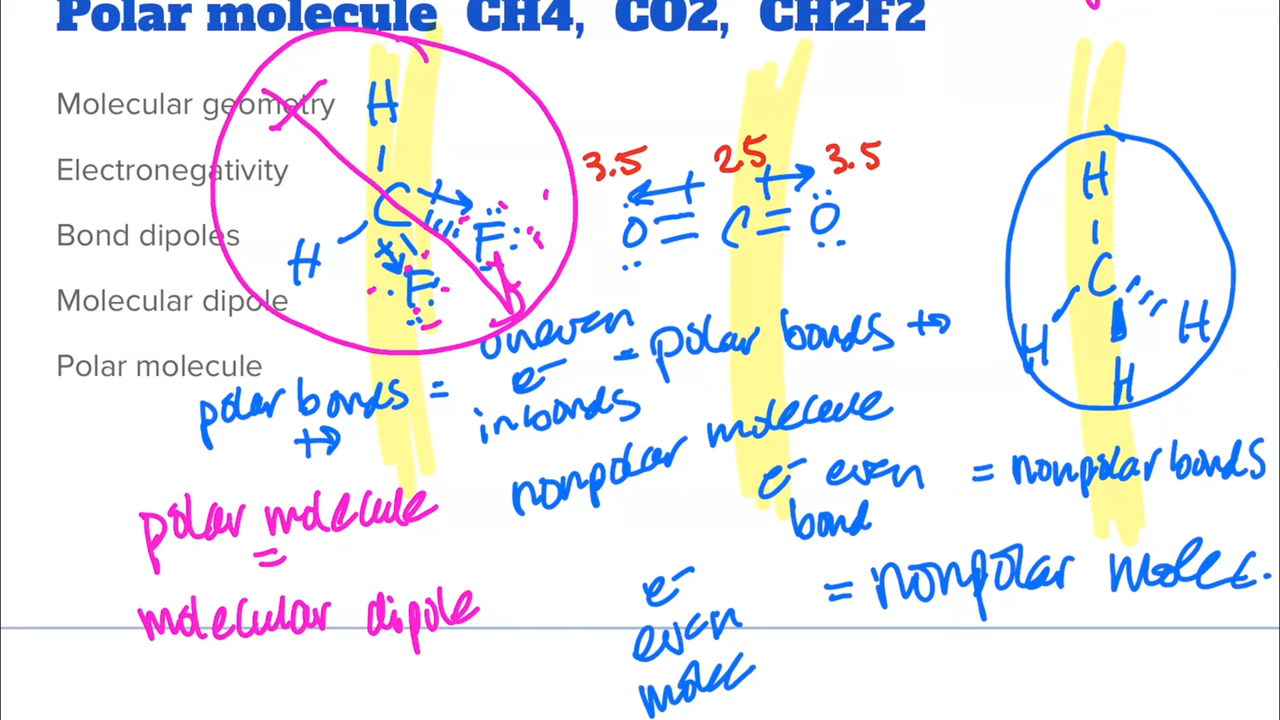 Polar molecule CH4, CO2, CH2F2
Molecular geometry
Electronegativity
Bond dipoles
Molecular dipole
Polar molecule
H
C
H
F
F
3.5 2.5 3.5
O = C = O
H
C
H
H
H
polar bonds =
uneven
e-
in bonds
polar molecule
=
molecular dipole
= polar bonds
nonpolar molecule
e- even
bond
= nonpolar bonds
= nonpolar molec.
e-
even
molec